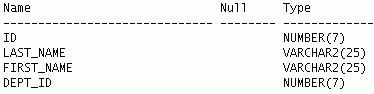 Name Null Type
------------------------------ -------- -------------
ID NUMBER(7)
LAST_NAME VARCHAR2(25)
FIRST_NAME VARCHAR2(25)
DEPT_ID NUMBER(7)